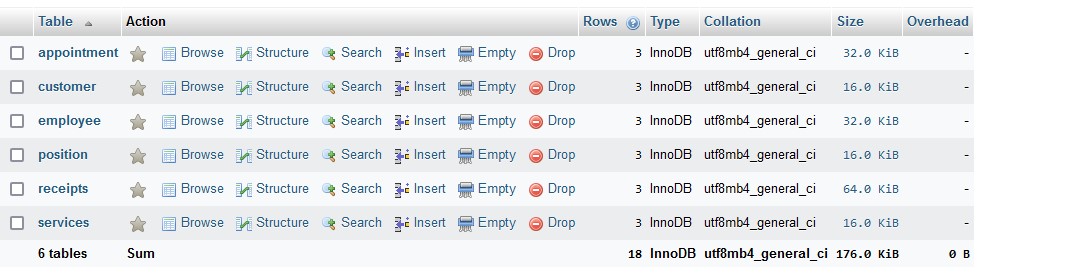 Table Action Rows Type Collation Size Overhead
appointment Browse Structure Search Insert Empty Drop 3 InnoDB utf8mb4_general_ci 32.0 KiB -
customer Browse Structure Search Insert Empty Drop 3 InnoDB utf8mb4_general_ci 16.0 KiB -
employee Browse Structure Search Insert Empty Drop 3 InnoDB utf8mb4_general_ci 32.0 KiB -
position Browse Structure Search Insert Empty Drop 3 InnoDB utf8mb4_general_ci 16.0 KiB -
receipts Browse Structure Search Insert Empty Drop 3 InnoDB utf8mb4_general_ci 64.0 KiB -
services Browse Structure Search Insert Empty Drop 3 InnoDB utf8mb4_general_ci 16.0 KiB -
6 tables Sum 18 InnoDB utf8mb4_general_ci 176.0 KiB 0 B